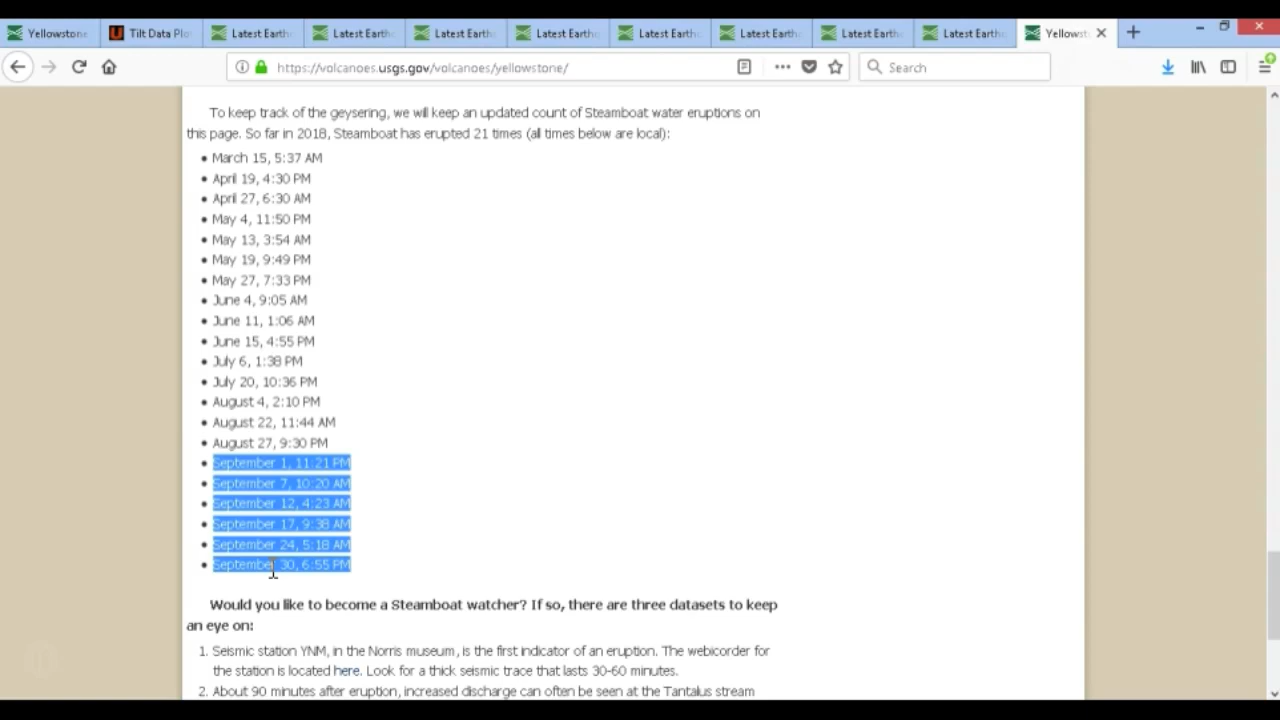 Yellowstone
Tilt Data Plo
Latest Earth
Latest Earth
Latest Earth
Latest Earth
Latest Earth
Latest Earth
Latest Earth
Latest Earth
Yellowst
https://volcanoes.usgs.gov/volcanoes/yellowstone/
Search
To keep track of the geysering, we will keep an updated count of Steamboat water eruptions on
this page. So far in 2018, Steamboat has erupted 21 times (all times below are local):
• March 15, 5:37 AM
• April 19, 4:30 PM
• April 27, 6:30 AM
• May 4, 11:50 PM
• May 13, 3:54 AM
• May 19, 9:49 PM
• May 27, 7:33 PM
• June 4, 9:05 AM
• June 11, 1:06 AM
• June 15, 4:55 PM
• July 6, 1:38 PM
• July 20, 10:36 PM
• August 4, 2:10 PM
• August 22, 11:44 AM
• August 27, 9:30 PM
• September 1, 11:21 PM
• September 7, 10:20 AM
• September 12, 4:23 AM
• September 17, 9:38 AM
• September 24, 5:18 AM
• September 30, 6:55 PM
Would you like to become a Steamboat watcher? If so, there are three datasets to keep
an eye on:
1. Seismic station YNM, in the Norris museum, is the first indicator of an eruption. The webicorder for
the station is located here. Look for a thick seismic trace that lasts 30-60 minutes.
2. About 90 minutes after eruption, increased discharge can often be seen at the Tantalus stream